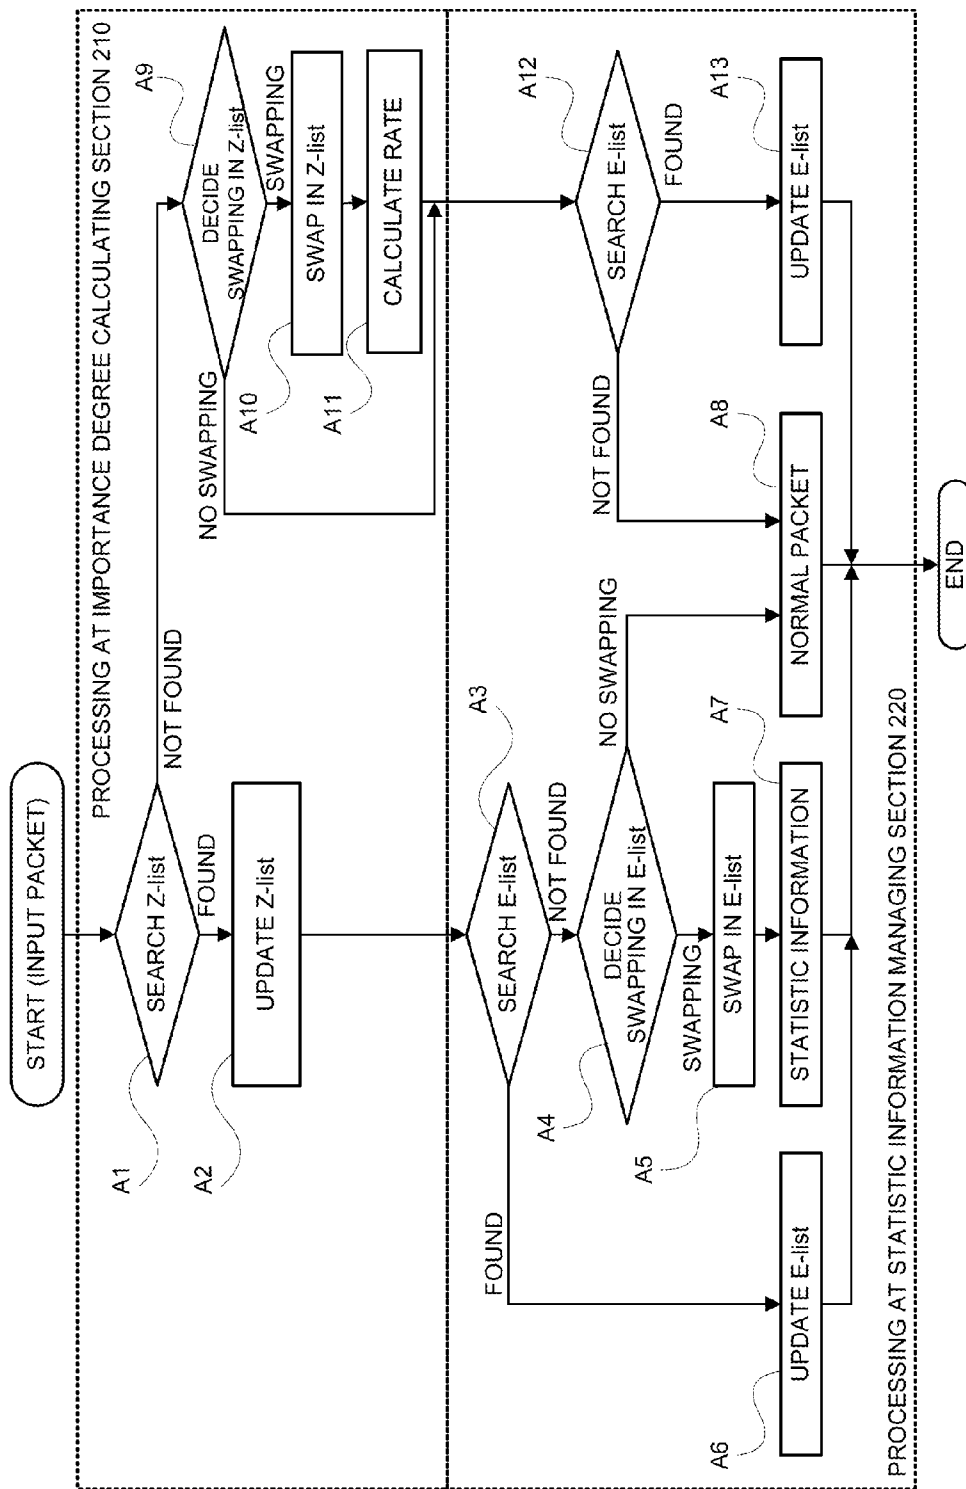 START (INPUT PACKET)
PROCESSING AT IMPORTANCE DEGREE CALCULATING SECTION 210
A1
SEARCH Z-list
NOT FOUND
FOUND
A2
UPDATE Z-list
A9
DECIDE
SWAPPING IN Z-list
NO SWAPPING
SWAPPING
A10
SWAP IN Z-list
A11
CALCULATE RATE
A3
SEARCH E-list
FOUND
NOT FOUND
A4
DECIDE
SWAPPING IN E-list
NO SWAPPING
SWAPPING
A5
SWAP IN E-list
A12
SEARCH E-list
NOT FOUND
FOUND
A6
UPDATE E-list
A7
STATISTIC INFORMATION
A8
NORMAL PACKET
A13
UPDATE E-list
PROCESSING AT STATISTIC INFORMATION MANAGING SECTION 220
END